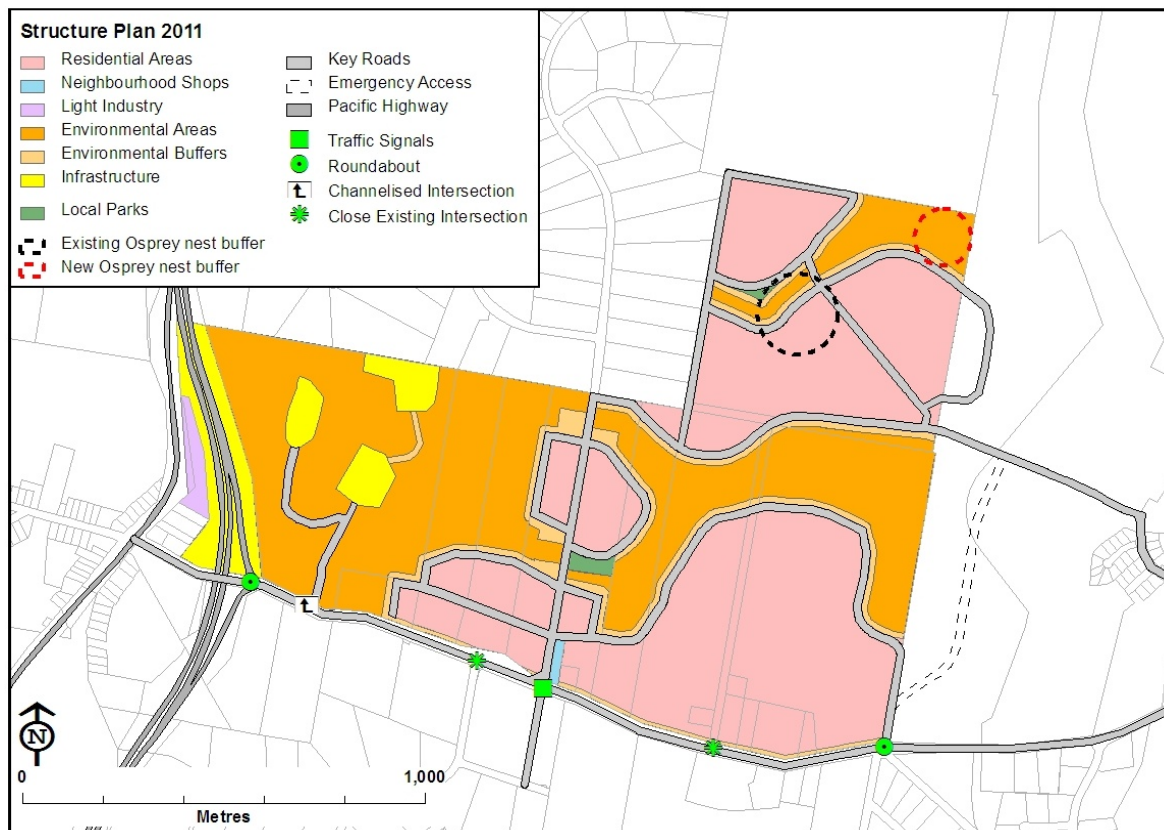 Structure Plan 2011
Residential Areas
Neighbourhood Shops
Light Industry
Environmental Areas
Environmental Buffers
Infrastructure
Local Parks
Existing Osprey nest buffer
New Osprey nest buffer
Key Roads
Emergency Access
Pacific Highway
Traffic Signals
Roundabout
Channelised Intersection
Close Existing Intersection
N
0 1,000
Metres